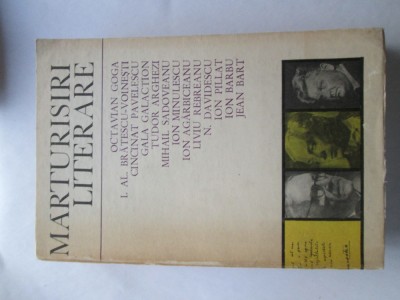 MĂRTURISIRI
LITERARE
OCTAVIAN GOGA
I. AL BRĂTESCU-VOINEȘTI
CINCINAT PAVELESCU
GALA GALACTION
TUDOR ARGHEZI
MIHAIL SADOVEANU
ION MINULESCU
ION AGÂRBICEANU
LIVIU REBREANU
N. DAVIDESCU
ION PILLAT
ION BARBU
JEAN BART